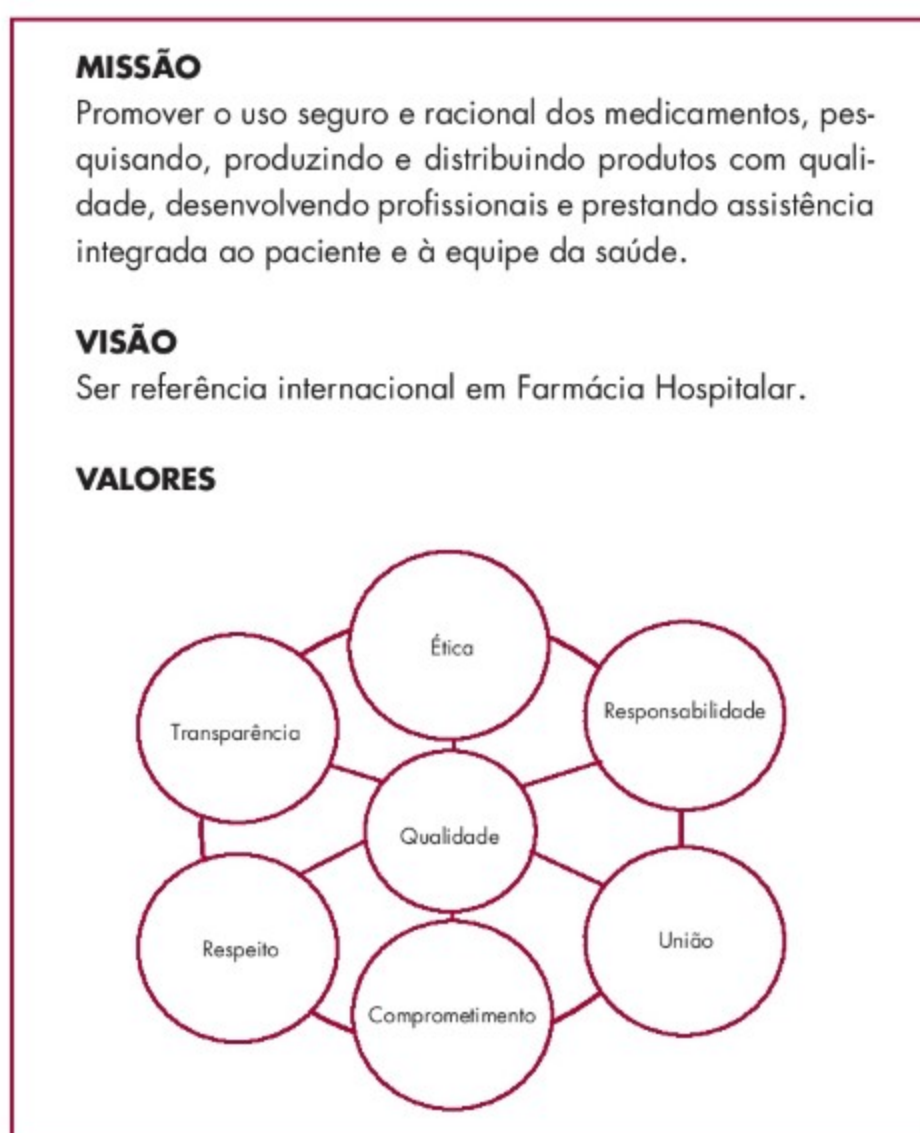 MISSÃO
Promover o uso seguro e racional dos medicamentos, pes-
quisando, produzindo e distribuindo produtos com quali-
dade, desenvolvendo profissionais e prestando assistência
integrada ao paciente e à equipe da saúde.
VISÃO
Ser referência internacional em Farmácia Hospitalar.
VALORES
Ética
Responsabilidade
Transparência
Qualidade
Respeito
União
Comprometimento